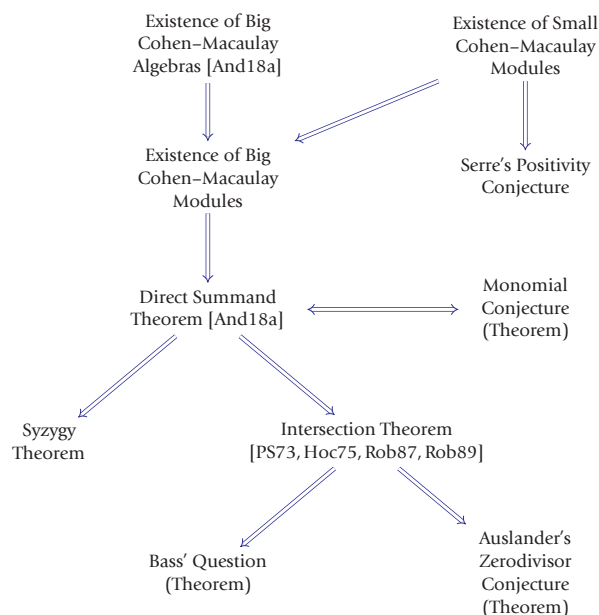 Existence of Big
Cohen–Macaulay
Algebras [And18a]
Existence of Small
Cohen–Macaulay
Modules
Existence of Big
Cohen–Macaulay
Modules
Serre's Positivity
Conjecture
Direct Summand
Theorem [And18a]
Monomial
Conjecture
(Theorem)
Syzygy
Theorem
Intersection Theorem
[PS73, Hoc75, Rob87, Rob89]
Bass' Question
(Theorem)
Auslander's
Zerodivisor
Conjecture
(Theorem)